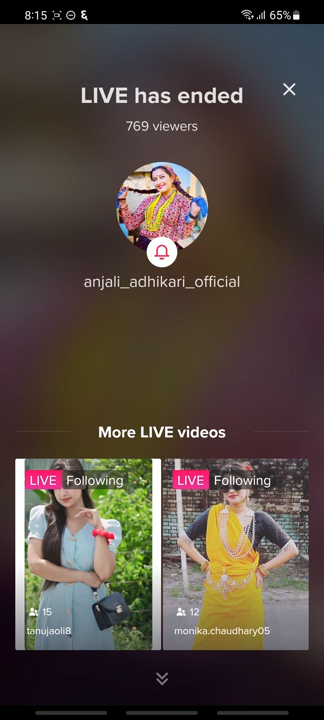 8:15
65%
LIVE has ended
769 viewers
anjali_adhikari_official
More LIVE videos
LIVE Following
LIVE Following
15
12
tanujaoli8
monika.chaudhary05